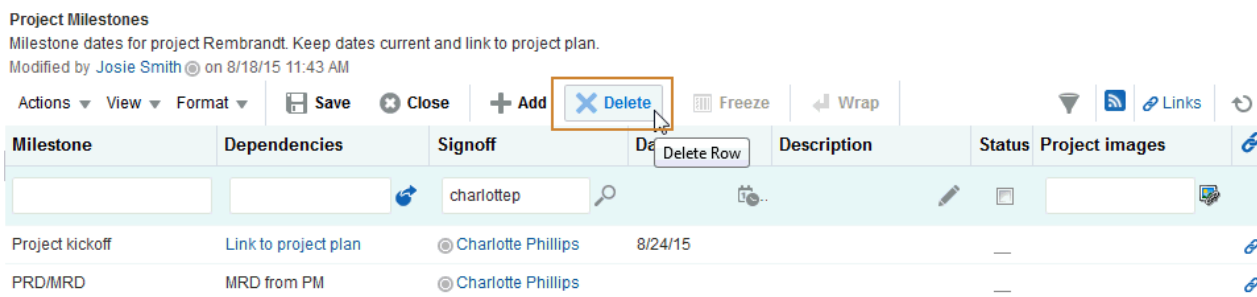 Project Milestones
Milestone dates for project Rembrandt. Keep dates current and link to project plan.
Modified by Josie Smith on 8/18/15 11:43 AM
Actions View Format Save Close Add Delete Freeze Wrap Links
Milestone Dependencies Signoff Da Description Status Project images
Delete Row
charlottep
Project kickoff Link to project plan Charlotte Phillips 8/24/15 __
PRD/MRD MRD from PM Charlotte Phillips __